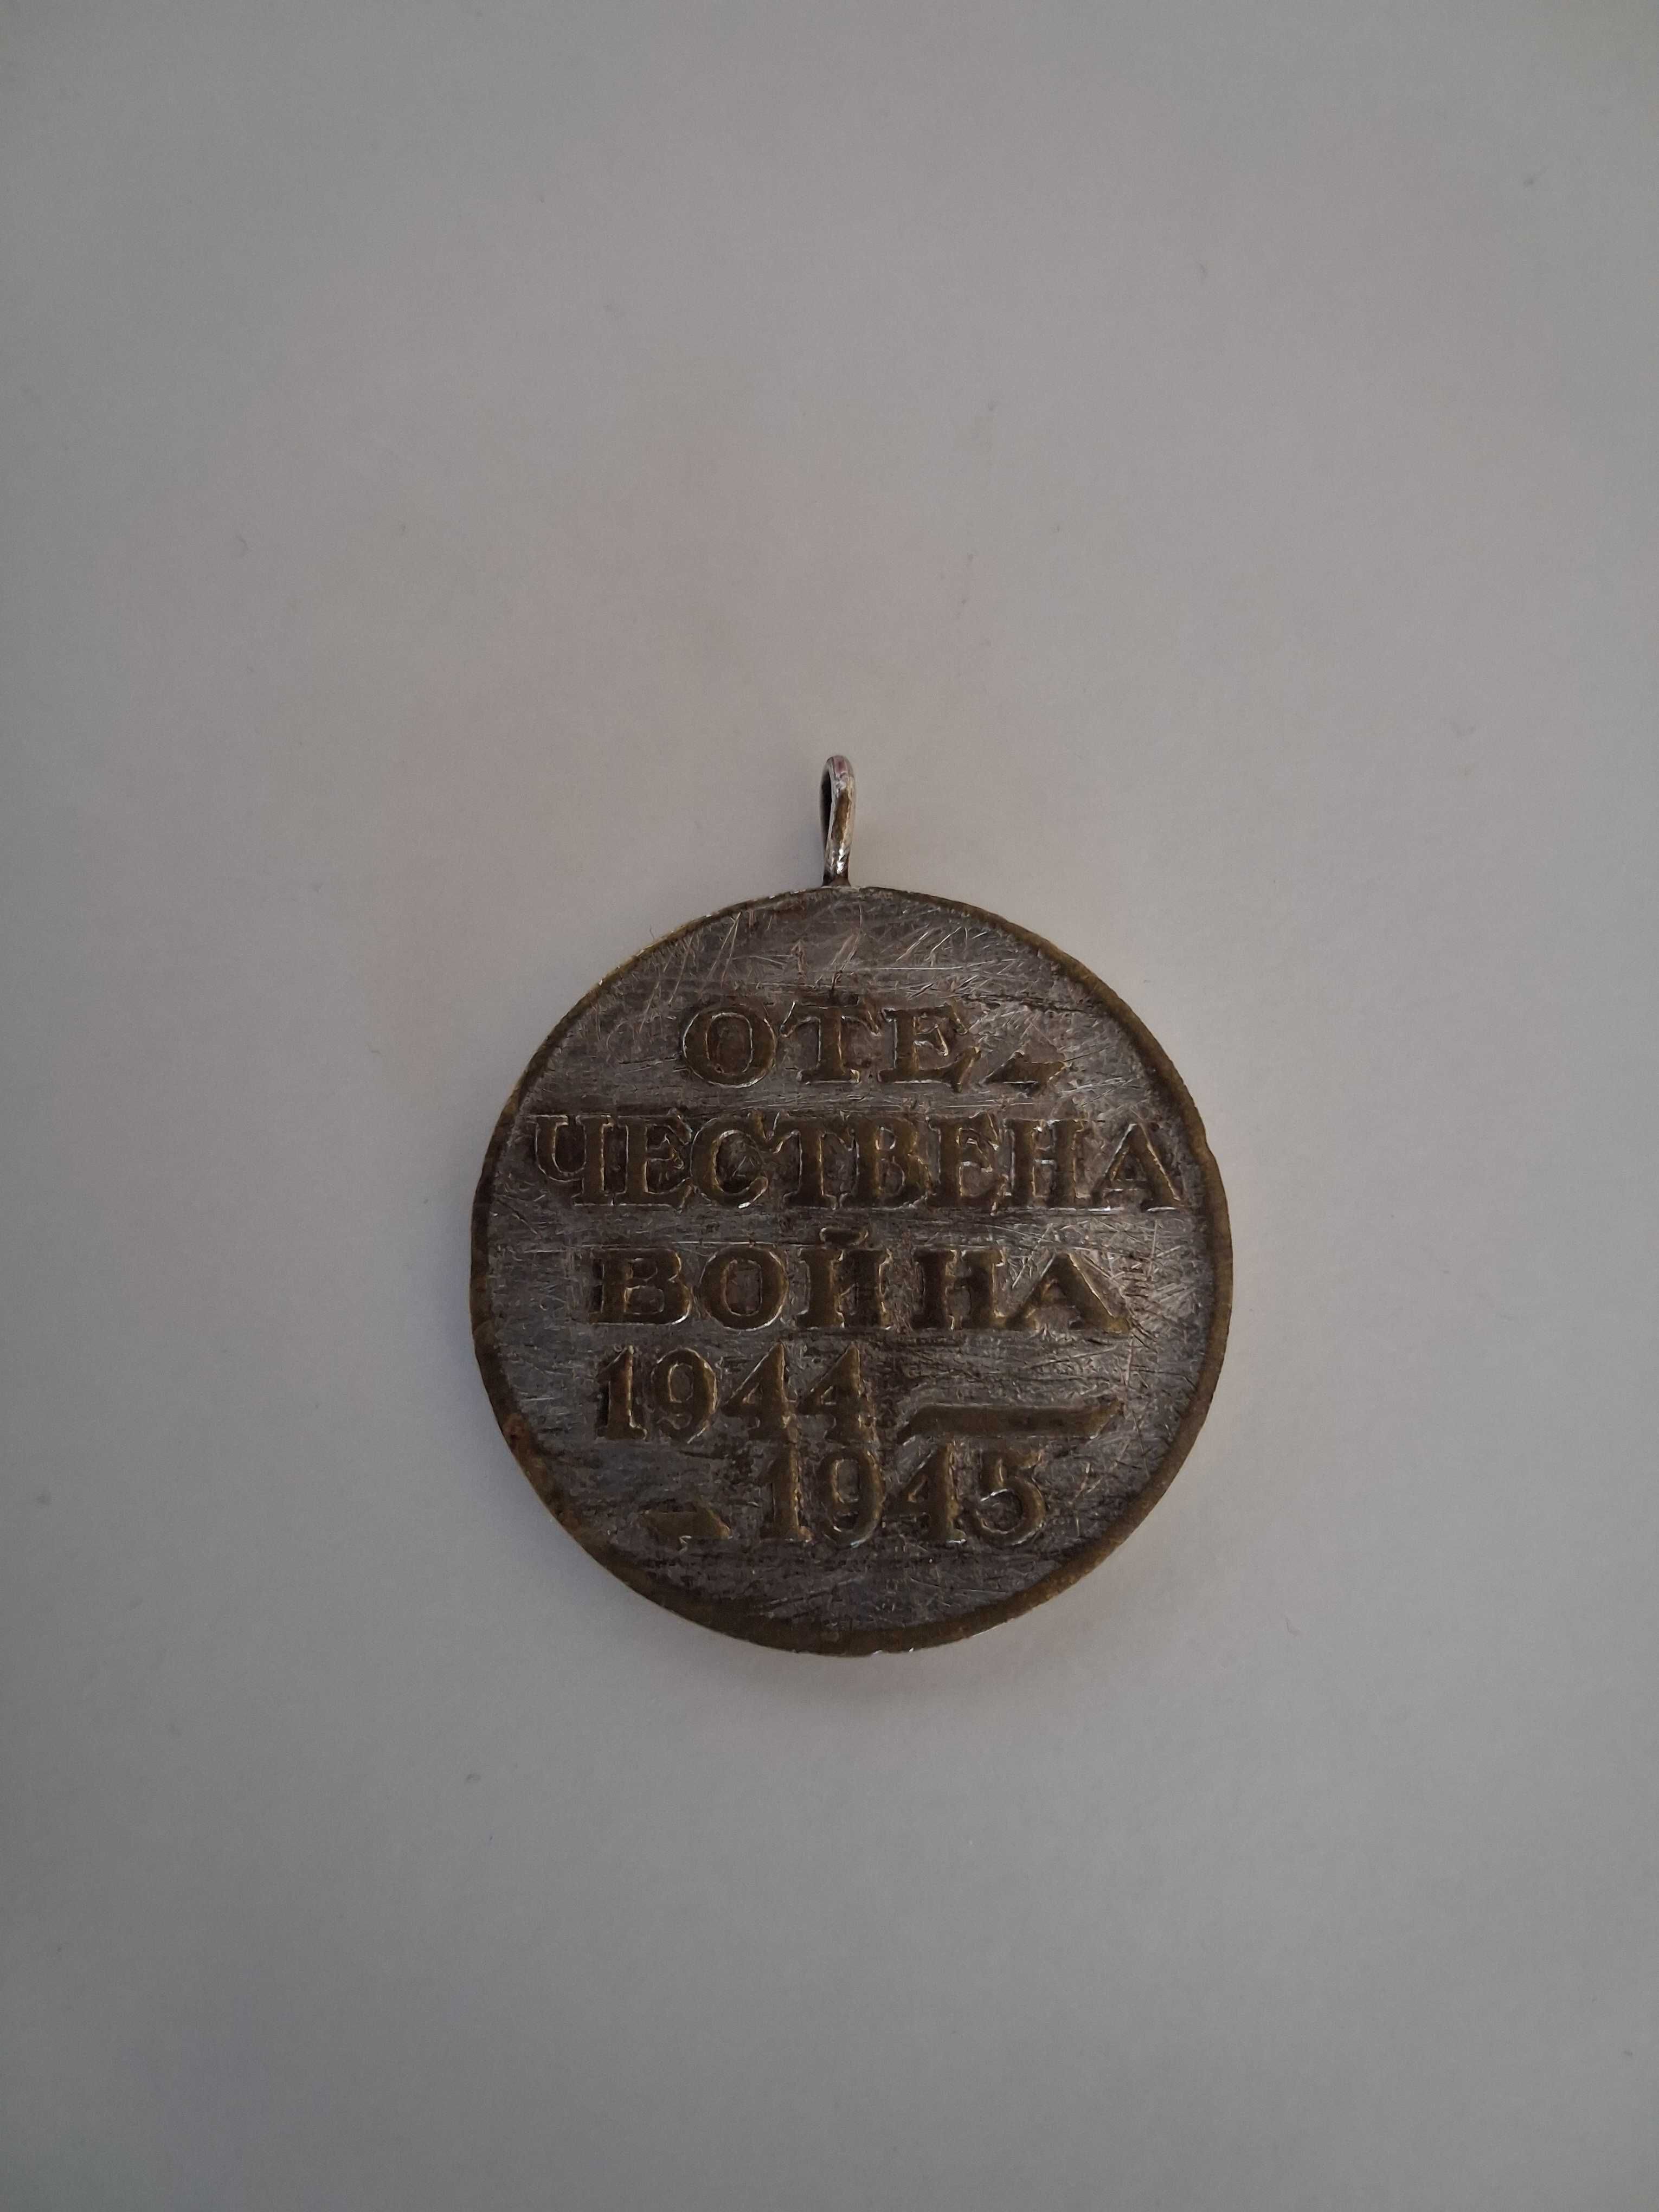 ОТЕ-
ЧЕСТВЕНА
ВОЙНА
1944 —
- 1945